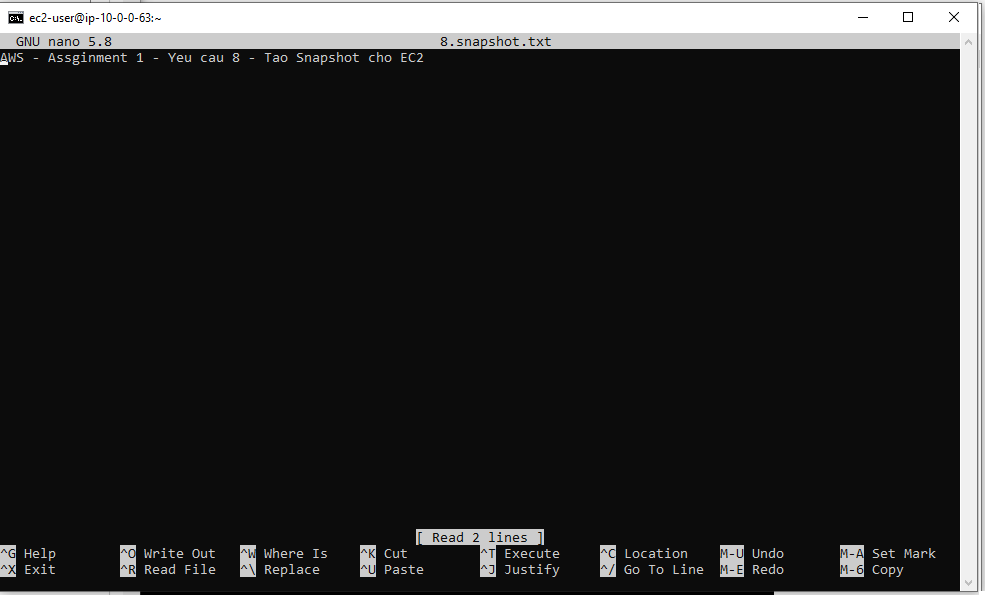 ec2-user@ip-10-0-0-63:~
GNU nano 5.8 8.snapshot.txt
AWS - Assginment 1 - Yeu cau 8 - Tao Snapshot cho EC2
[ Read 2 lines ]
^G Help ^O Write Out ^W Where Is ^K Cut ^T Execute ^C Location M-U Undo M-A Set Mark
^X Exit ^R Read File ^\ Replace ^U Paste ^J Justify ^/ Go To Line M-E Redo M-6 Copy